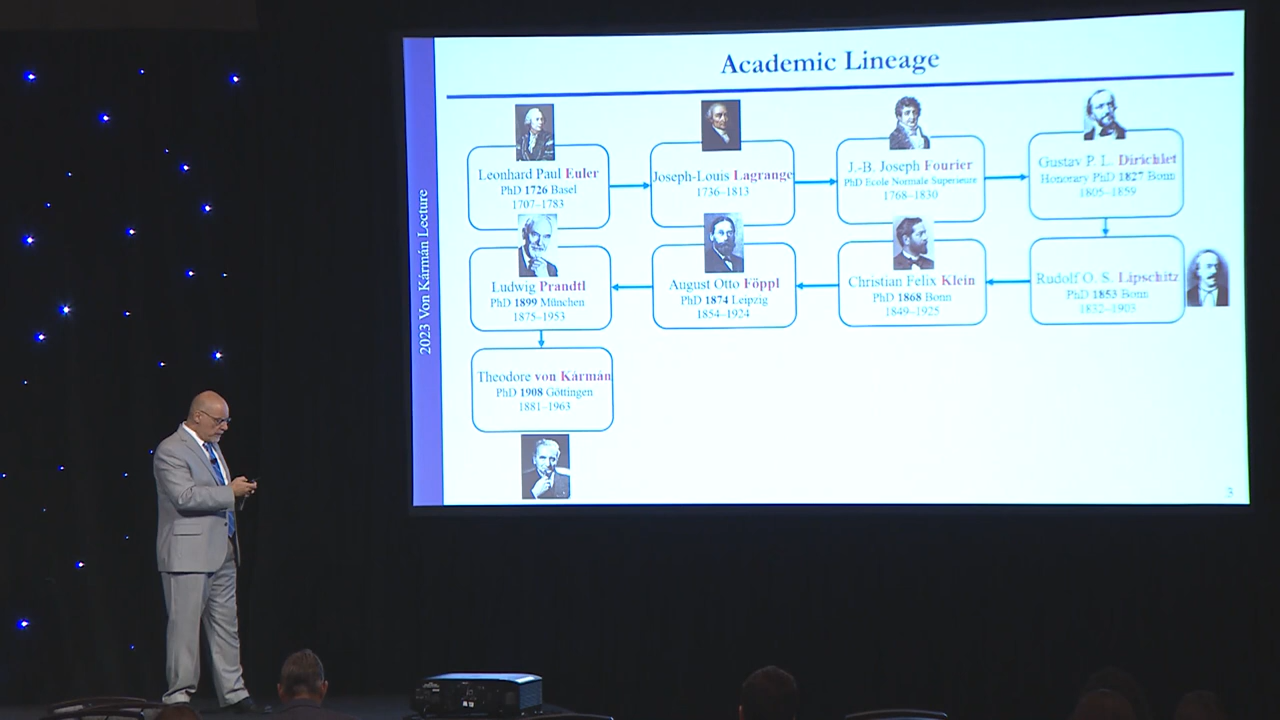 Academic Lineage
2023 Von Kármán Lecture
Leonhard Paul Euler
PhD 1726 Basel
1707–1783
Joseph-Louis Lagrange
1736–1813
J.-B. Joseph Fourier
PhD Ecole Normale Superieure
1768–1830
Gustav P. L. Dirichlet
Honorary PhD 1827 Bonn
1805–1859
Rudolf O. S. Lipschitz
PhD 1853 Bonn
1832–1903
Christian Felix Klein
PhD 1868 Bonn
1849–1925
August Otto Föppl
PhD 1874 Leipzig
1854–1924
Ludwig Prandtl
PhD 1899 München
1875–1953
Theodore von Kármán
PhD 1908 Göttingen
1881–1963
3